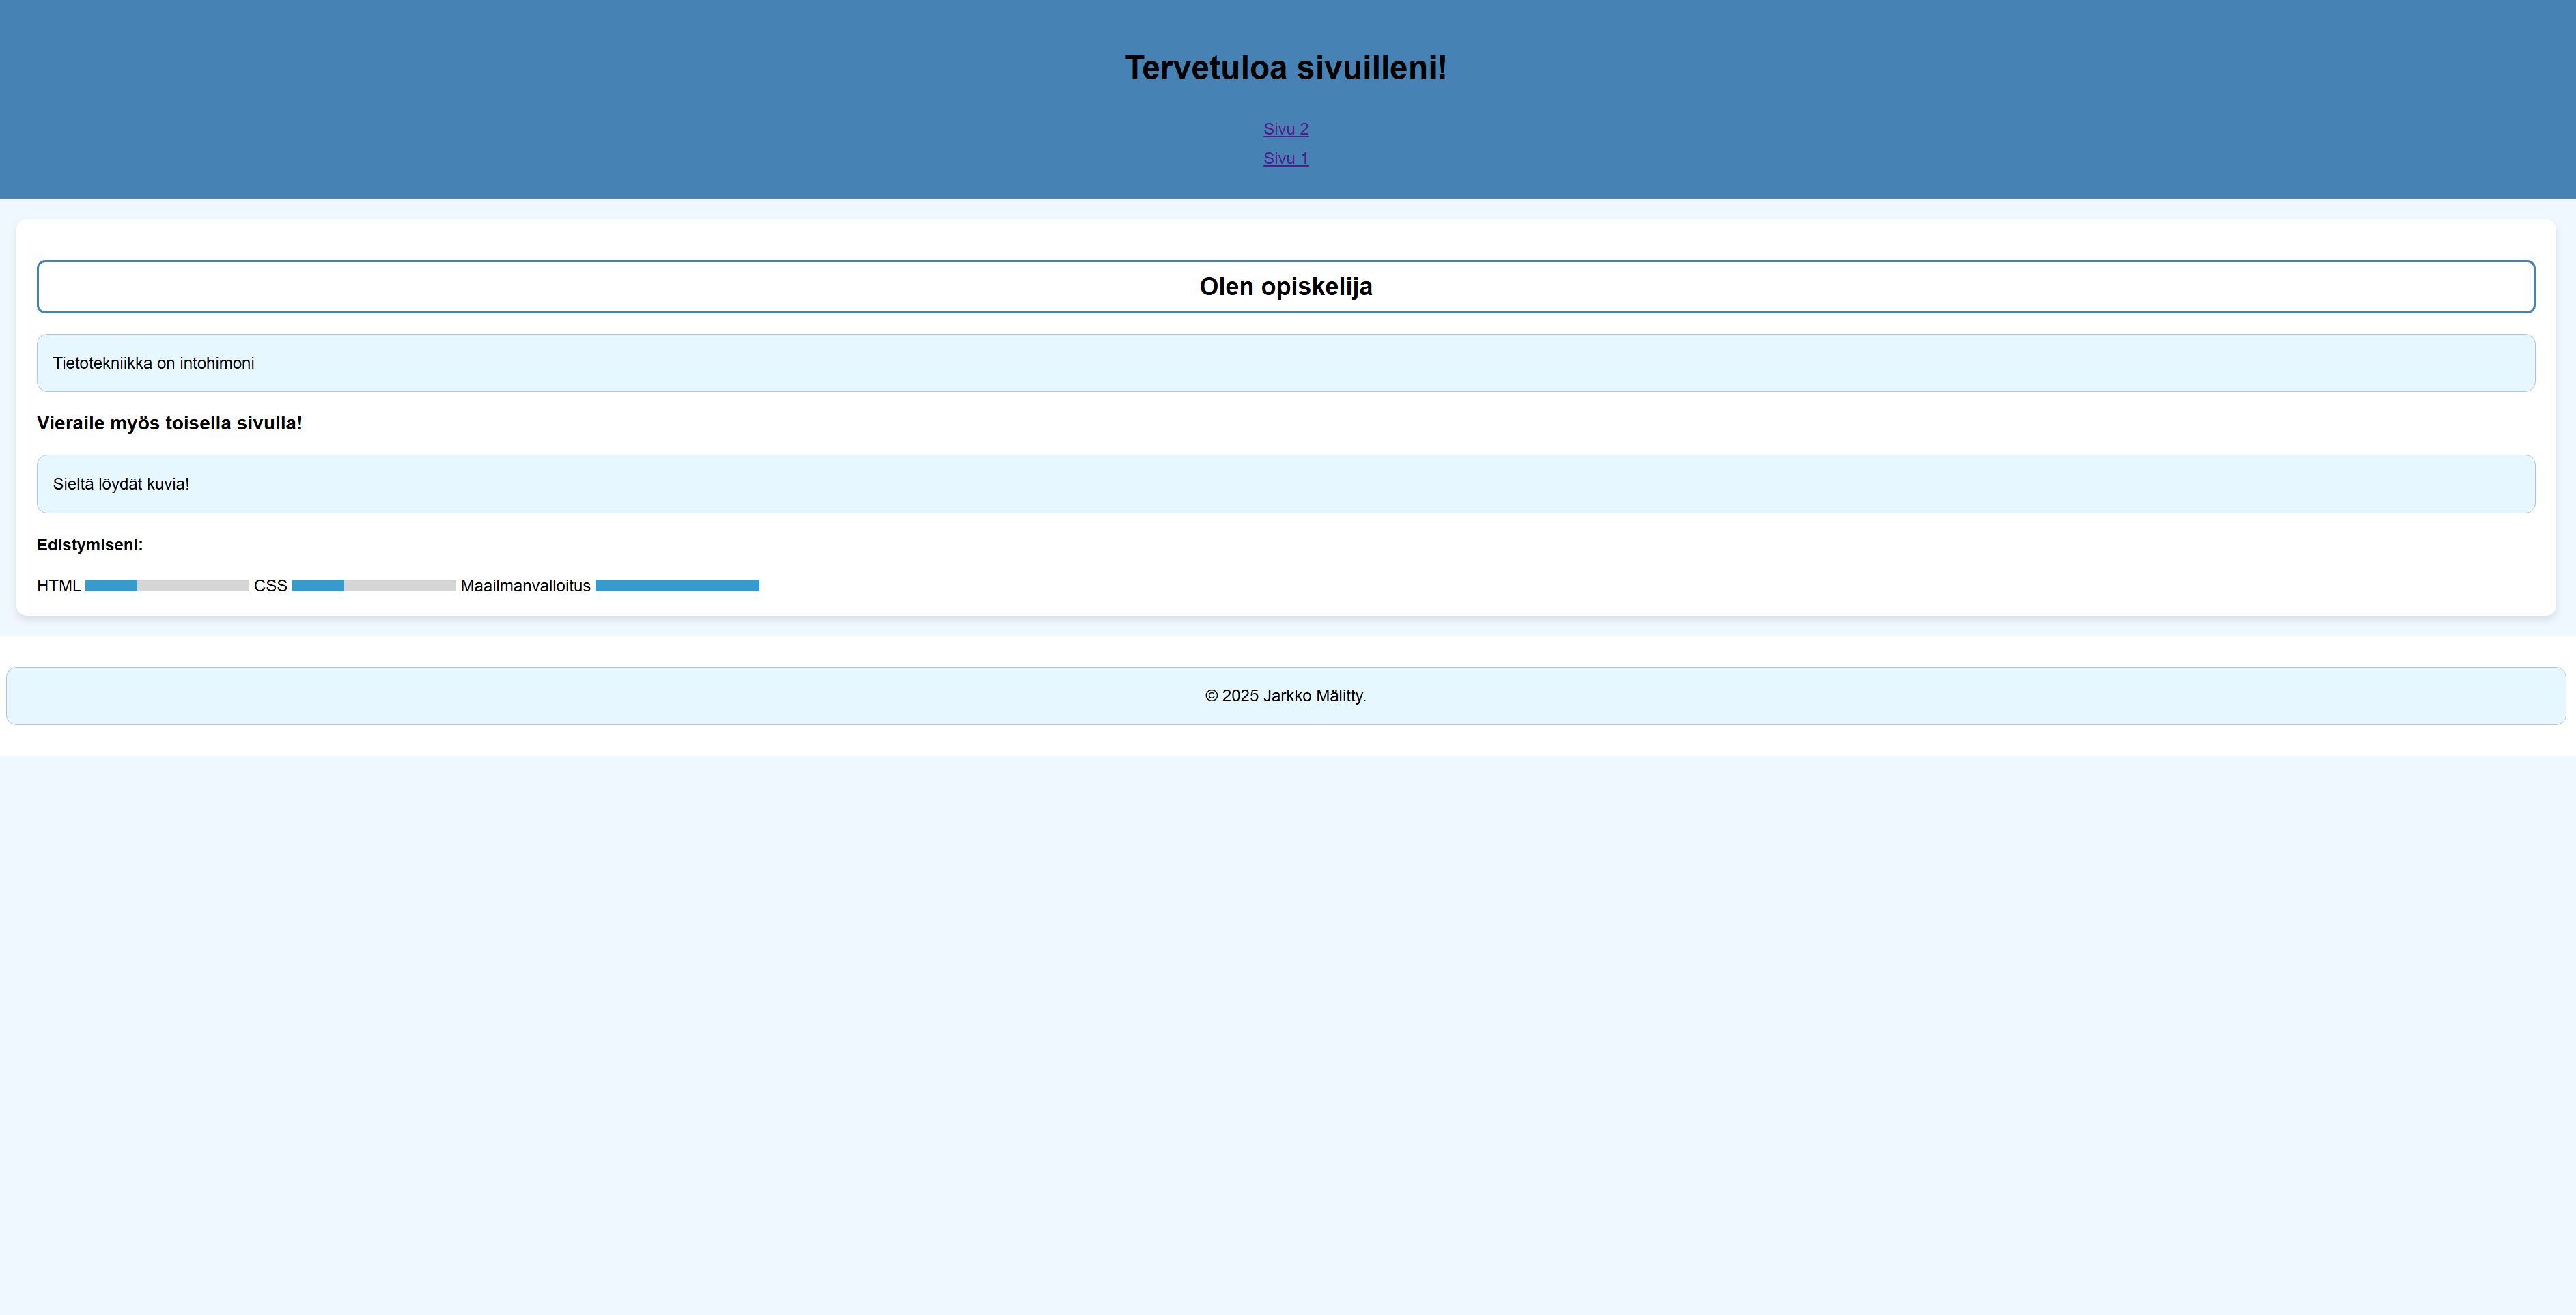 Tervetuloa sivuilleni!
Sivu 2
Sivu 1
Olen opiskelija
Tietotekniikka on intohimoni
Vieraile myös toisella sivulla!
Sieltä löydät kuvia!
Edistymiseni:
HTML CSS Maailmanvalloitus
© 2025 Jarkko Mälitty.